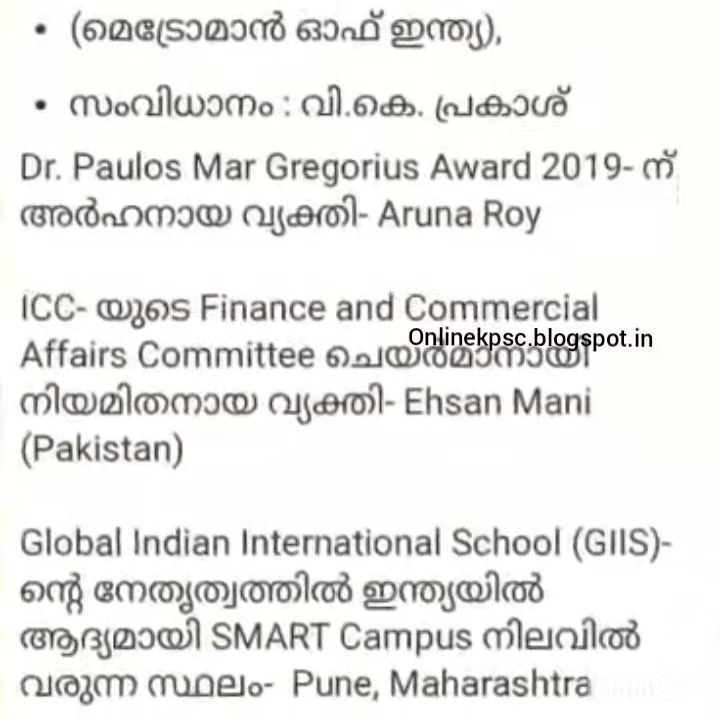 • (മെട്രോമാൻ ഓഫ് ഇന്ത്യ),
• സംവിധാനം : വി.കെ. പ്രകാശ്
Dr. Paulos Mar Gregorius Award 2019- ന്
അർഹനായ വ്യക്തി- Aruna Roy
ICC- യുടെ Finance and Commercial
Onlinekpsc.blogspot.in
Affairs Committee ചെയർമാനായി
നിയമിതനായ വ്യക്തി- Ehsan Mani
(Pakistan)
Global Indian International School (GIIS)-
ന്റെ നേതൃത്വത്തിൽ ഇന്ത്യയിൽ
ആദ്യമായി SMART Campus നിലവിൽ
വരുന്ന സ്ഥലം- Pune, Maharashtra